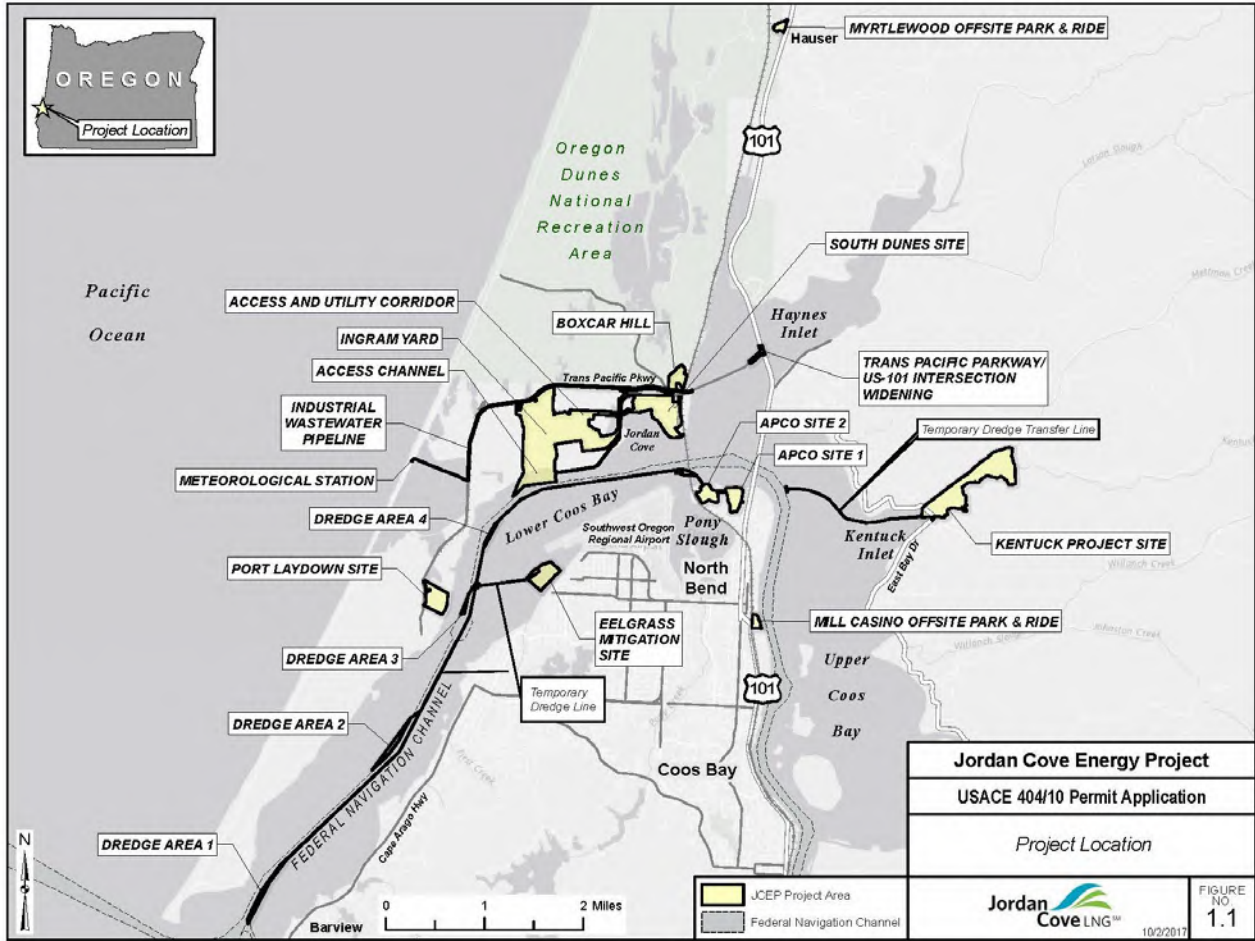 OREGON
Project Location
Hauser
MYRTLEWOOD OFFSITE PARK & RIDE
101
Oregon
Dunes
National
Recreation
Area
Pacific
Ocean
SOUTH DUNES SITE
ACCESS AND UTILITY CORRIDOR
INGRAM YARD
ACCESS CHANNEL
BOXCAR HILL
Haynes
Inlet
TRANS PACIFIC PARKWAY/
US-101 INTERSECTION
WIDENING
Trans Pacific Pkwy
INDUSTRIAL
WASTEWATER
PIPELINE
Jordan
Cove
APCO SITE 2
APCO SITE 1
Temporary Dredge Transfer Line
METEOROLOGICAL STATION
DREDGE AREA 4
Lower Coos Bay
Southwest Oregon
Regional Airport
Pony
Slough
Kentuck
Inlet
East Bay Dr
KENTUCK PROJECT SITE
PORT LAYDOWN SITE
North
Bend
EELGRASS
MITIGATION
SITE
MILL CASINO OFFSITE PARK & RIDE
DREDGE AREA 3
Temporary
Dredge Line
101
Upper
Coos
Bay
DREDGE AREA 2
FEDERAL NAVIGATION CHANNEL
Coos Bay
Cape Arago Hwy
DREDGE AREA 1
N
0 1 2 Miles
Barview
Willanch Creek
Johnston Creek
Jordan Cove Energy Project
USACE 404/10 Permit Application
Project Location
JCEP Project Area
Federal Navigation Channel
Jordan
Cove LNG SM
10/2/2017
FIGURE
NO.
1.1